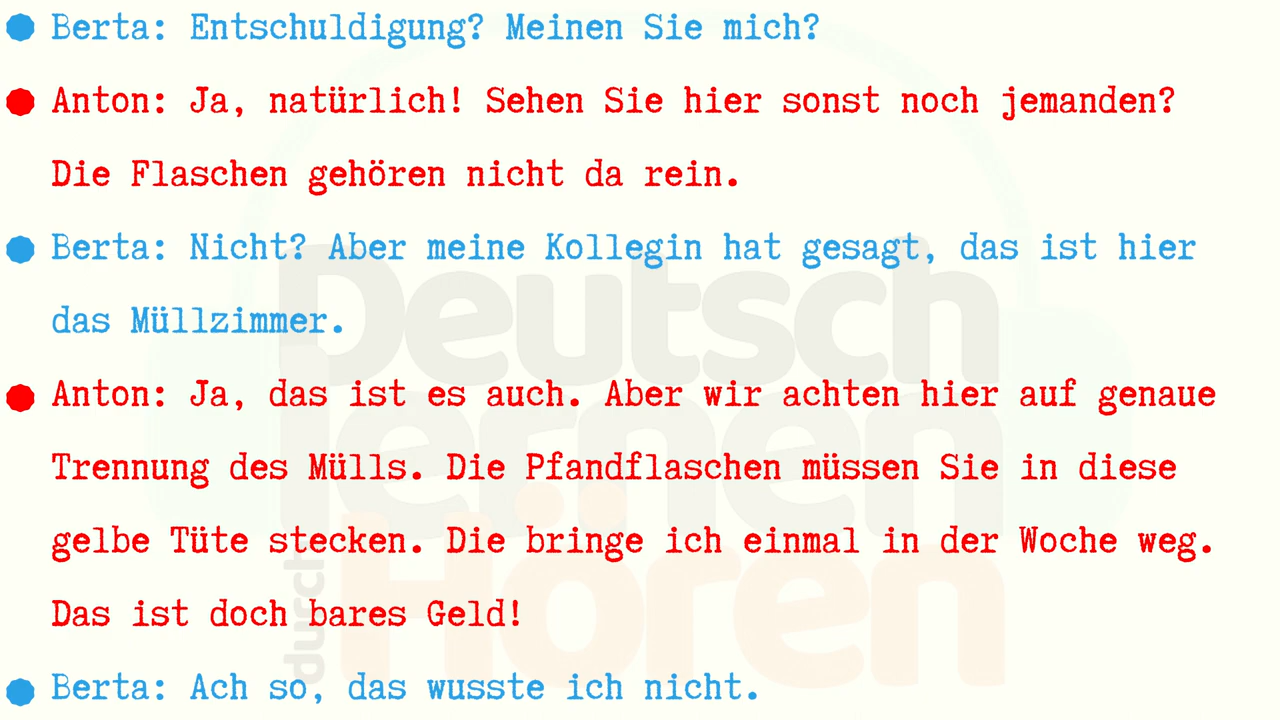 Berta: Entschuldigung? Meinen Sie mich?
Anton: Ja, natürlich! Sehen Sie hier sonst noch jemanden?
Die Flaschen gehören nicht da rein.
Berta: Nicht? Aber meine Kollegin hat gesagt, das ist hier
das Müllzimmer.
Anton: Ja, das ist es auch. Aber wir achten hier auf genaue
Trennung des Mülls. Die Pfandflaschen müssen Sie in diese
gelbe Tüte stecken. Die bringe ich einmal in der Woche weg.
Das ist doch bares Geld!
Berta: Ach so, das wusste ich nicht.
Deutsch
lernen
durch
Hören